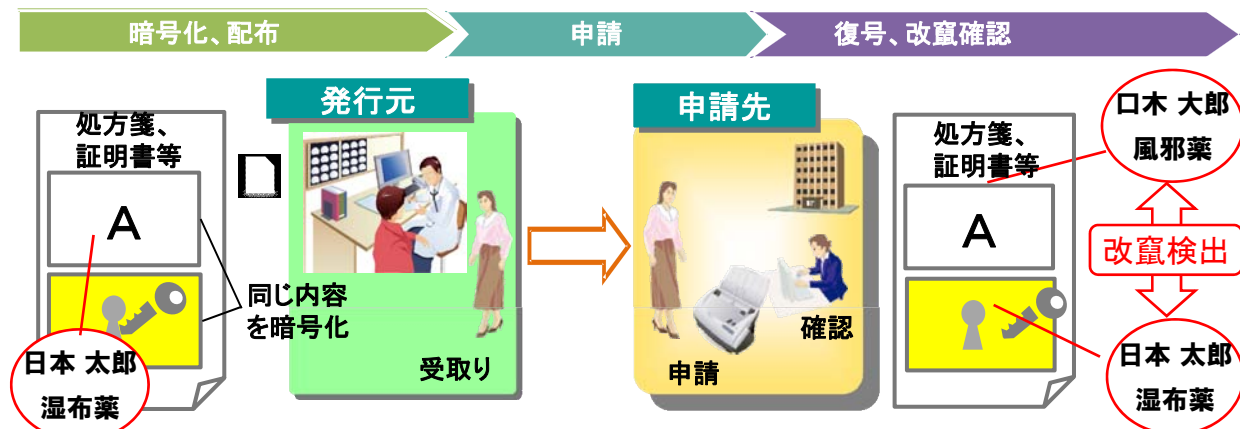 暗号化、配布
申請
復号、改竄確認
処方箋、
証明書等
A
同じ内容
を暗号化
日本 太郎
湿布薬
発行元
受取り
申請先
申請
確認
処方箋、
証明書等
A
口木 太郎
風邪薬
改竄検出
日本 太郎
湿布薬